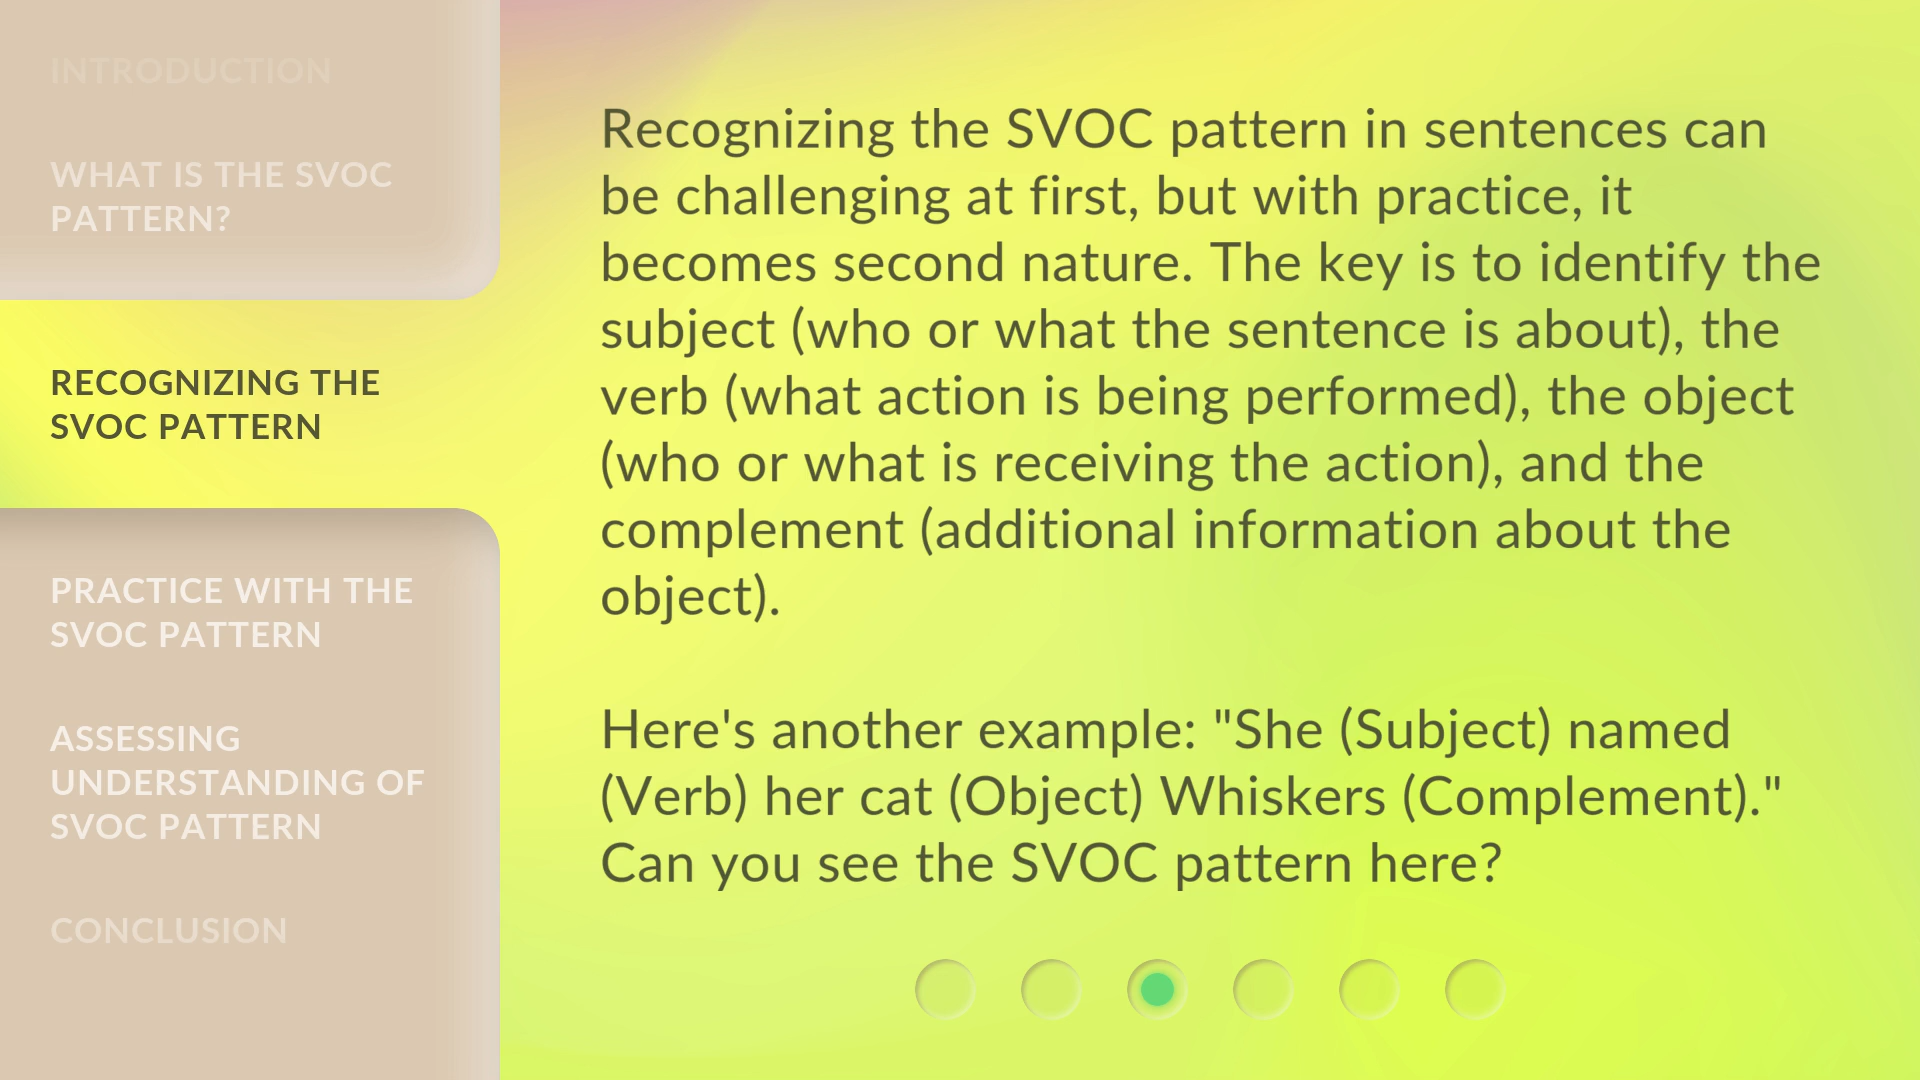 INTRODUCTION
WHAT IS THE SVOC
PATTERN?
RECOGNIZING THE
SVOC PATTERN
PRACTICE WITH THE
SVOC PATTERN
ASSESSING
UNDERSTANDING OF
SVOC PATTERN
CONCLUSION
Recognizing the SVOC pattern in sentences can
be challenging at first, but with practice, it
becomes second nature. The key is to identify the
subject (who or what the sentence is about), the
verb (what action is being performed), the object
(who or what is receiving the action), and the
complement (additional information about the
object).
Here's another example: "She (Subject) named
(Verb) her cat (Object) Whiskers (Complement)."
Can you see the SVOC pattern here?